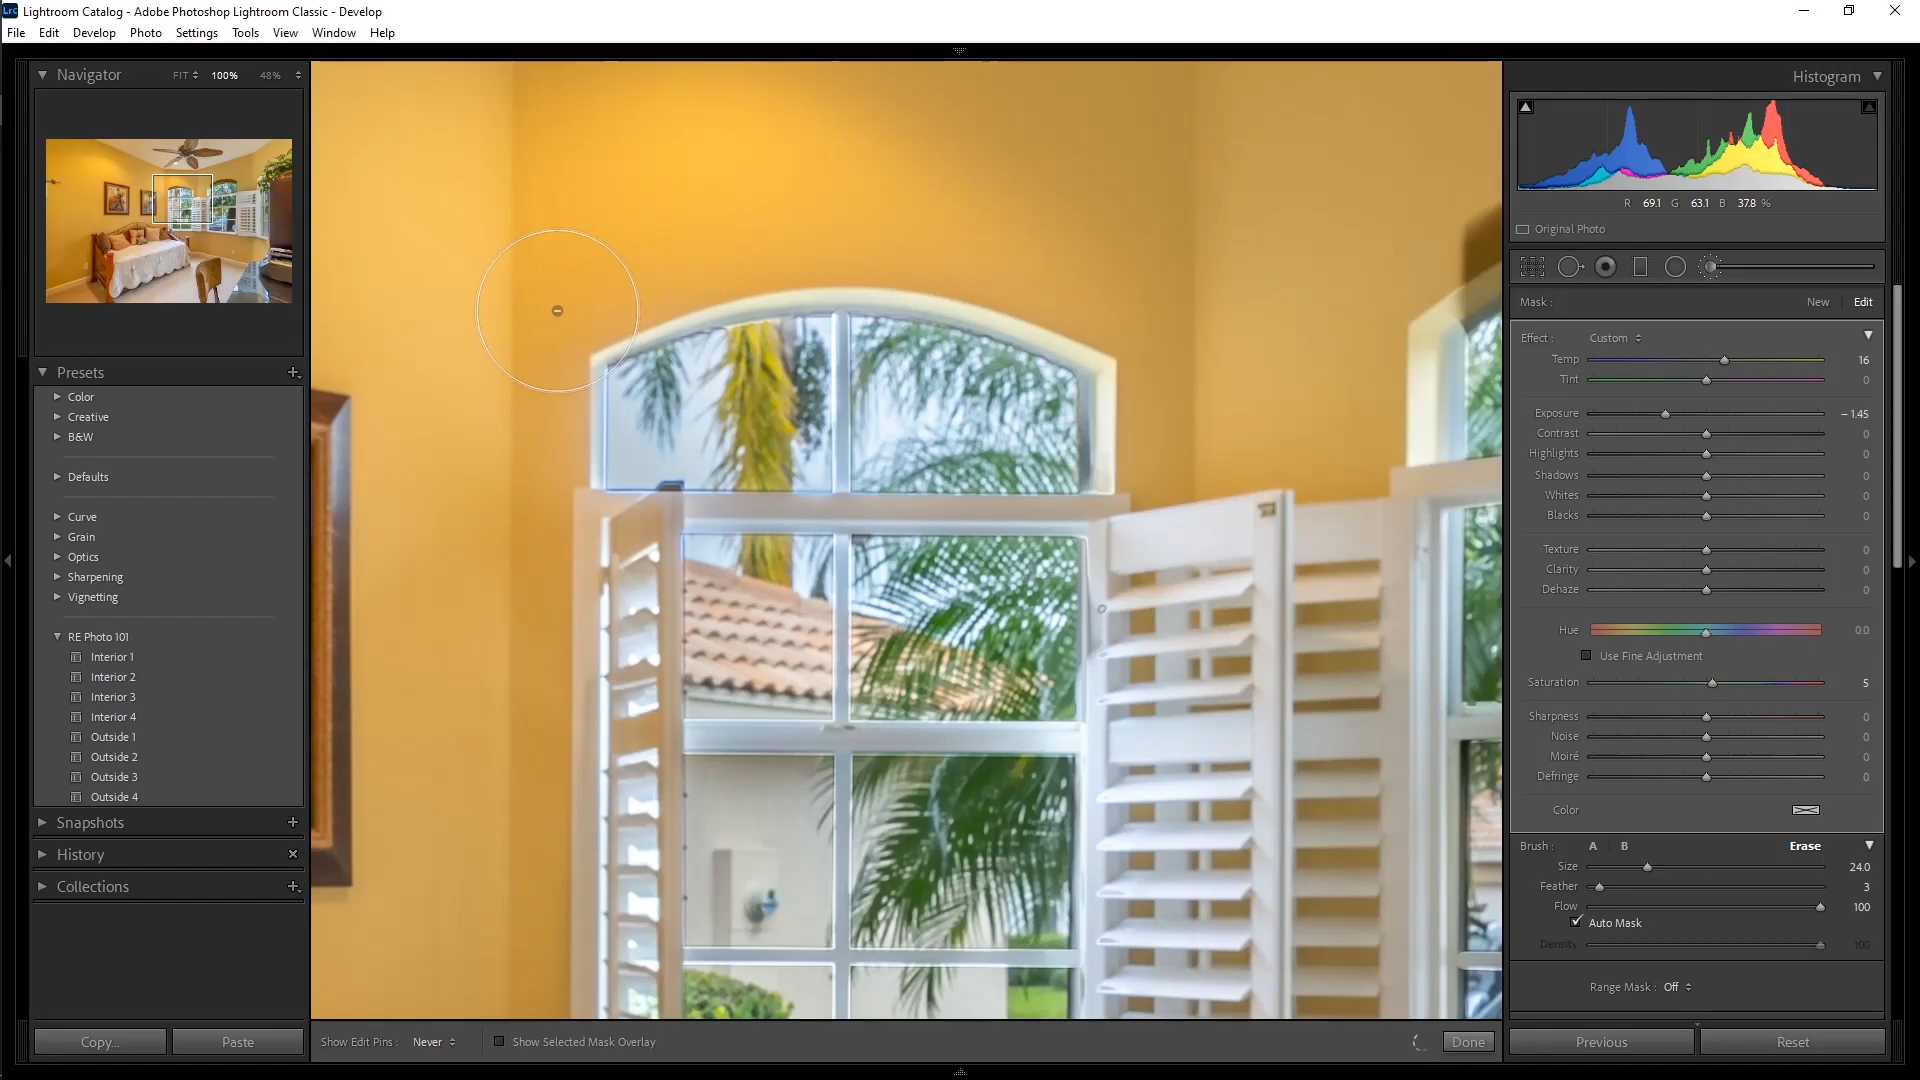 Lrc Lightroom Catalog - Adobe Photoshop Lightroom Classic - Develop
File Edit Develop Photo Settings Tools View Window Help
Navigator FIT 100% 48%
Presets
Color
Creative
B&W
Defaults
Curve
Grain
Optics
Sharpening
Vignetting
RE Photo 101
Interior 1
Interior 2
Interior 3
Interior 4
Outside 1
Outside 2
Outside 3
Outside 4
Snapshots
History
Collections
Copy... Paste
Show Edit Pins : Never Show Selected Mask Overlay Done
Histogram
R 69.1 G 63.1 B 37.8 %
Original Photo
Mask : New Edit
Effect : Custom
Temp 16
Tint 0
Exposure – 1.45
Contrast 0
Highlights 0
Shadows 0
Whites 0
Blacks 0
Texture 0
Clarity 0
Dehaze 0
Hue 0.0
Use Fine Adjustment
Saturation 5
Sharpness 0
Noise 0
Moiré 0
Defringe 0
Color
Brush : A B Erase
Size 24.0
Feather 3
Flow 100
Auto Mask
Density 100
Range Mask : Off
Previous Reset